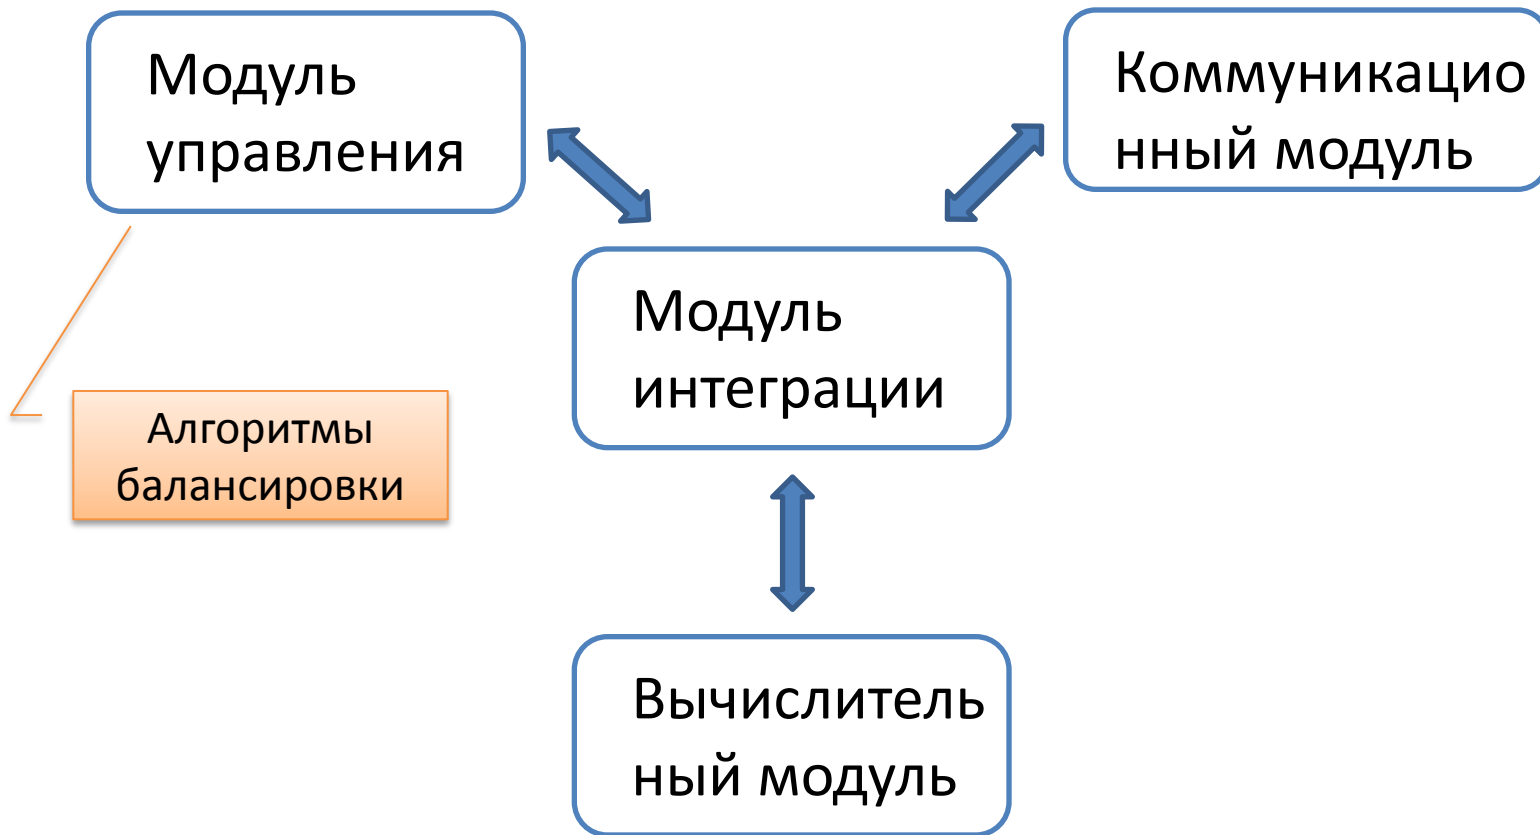 Модуль
управления
Коммуникацио
нный модуль
Модуль
интеграции
Алгоритмы
балансировки
Вычислитель
ный модуль